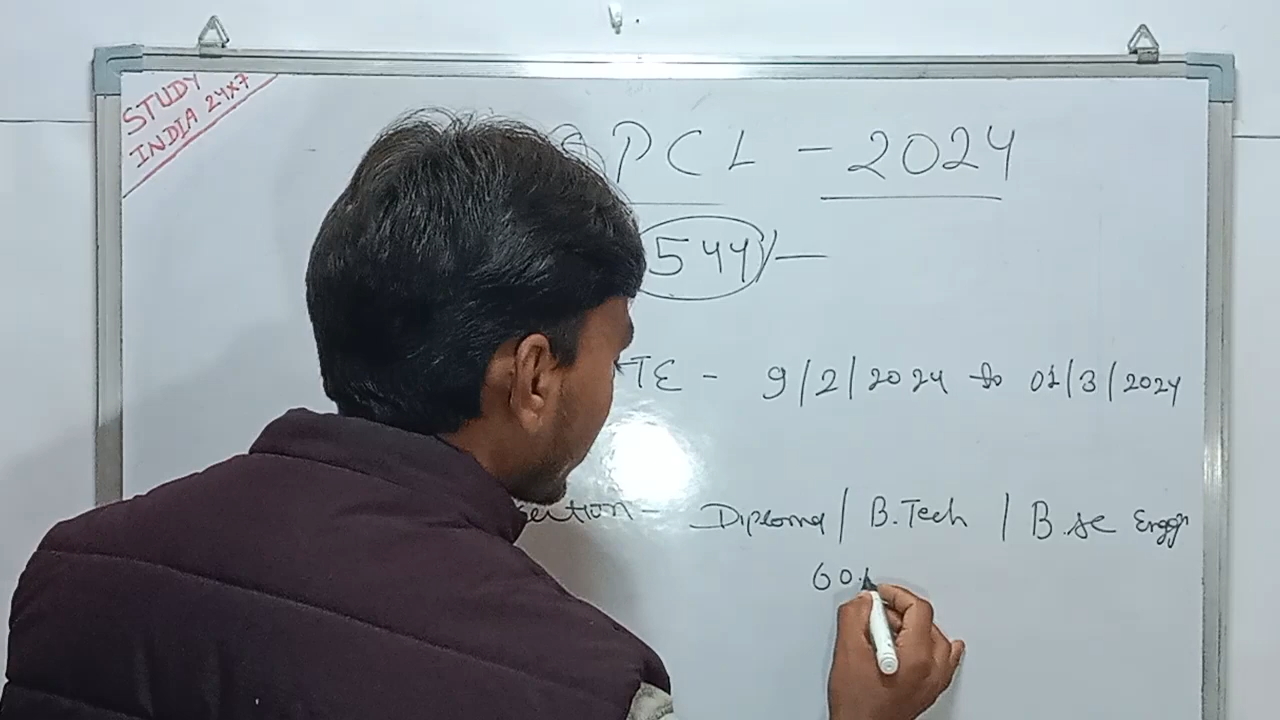 STUDY
INDIA 24x7
PCL - 2024
544/-
TE - 9/2/2024 to 01/3/2024
ection - Diploma / B.Tech / B.sc Engg
60